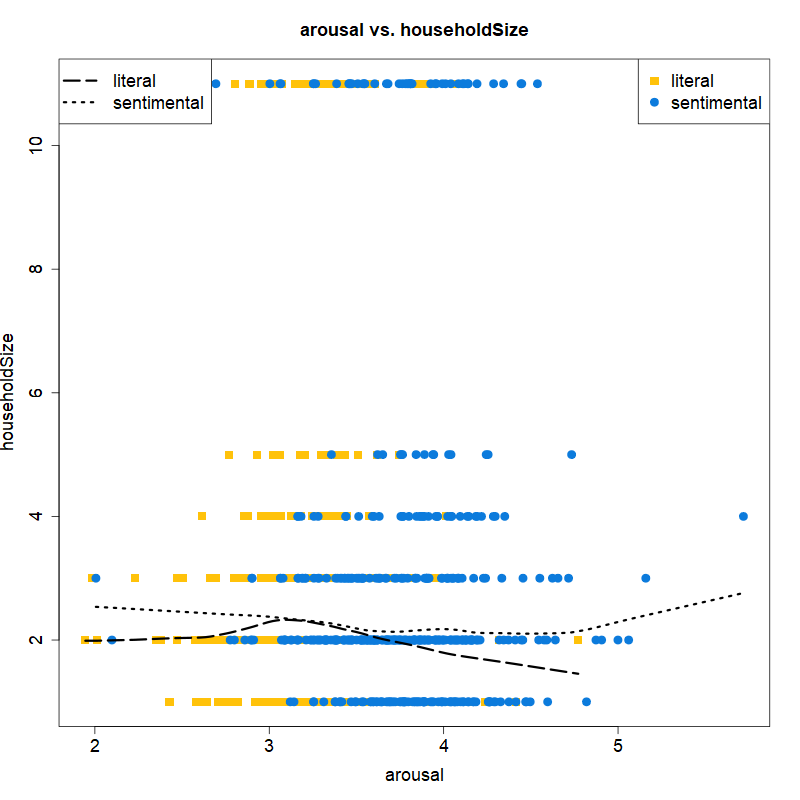 arousal vs. householdSize
literal
sentimental
literal
sentimental
householdSize
10
8
6
4
2
2 3 4 5
arousal